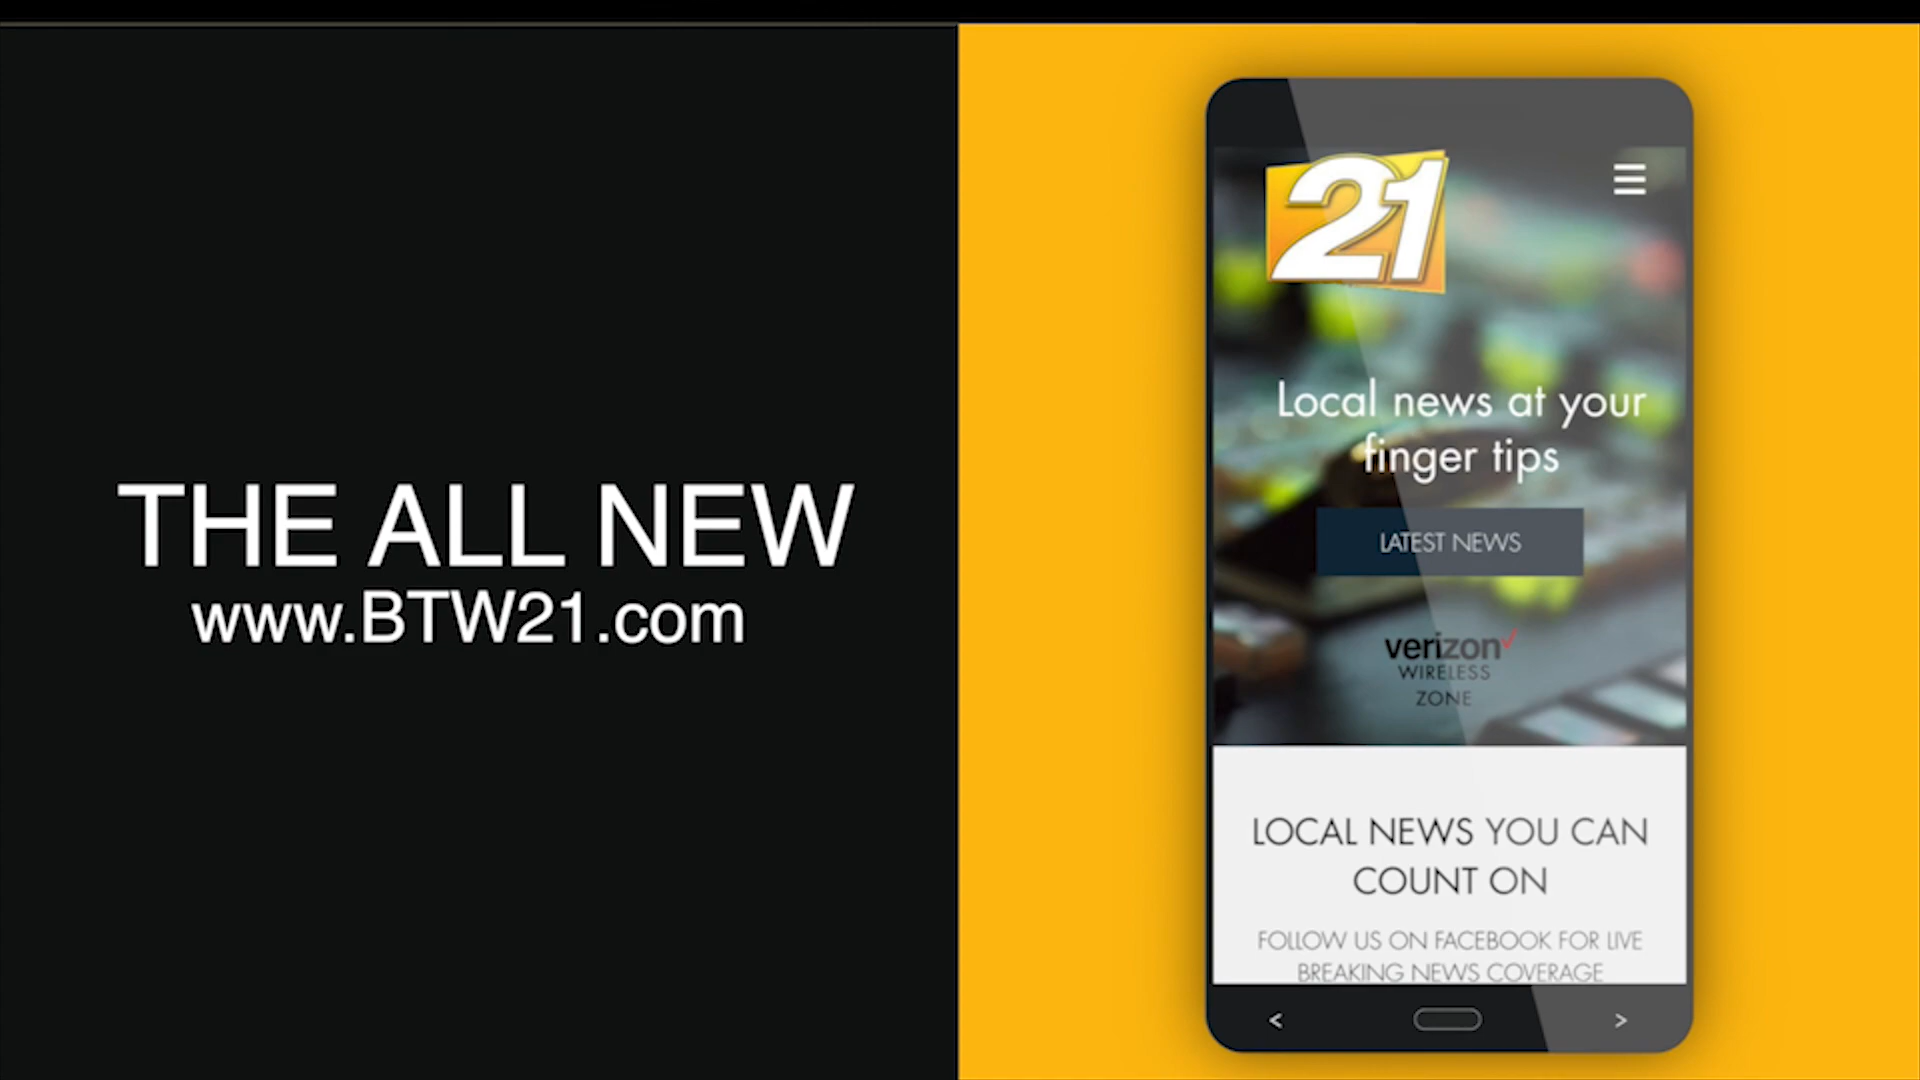 THE ALL NEW
www.BTW21.com
21
Local news at your
finger tips
LATEST NEWS
verizon
WIRELESS
ZONE
LOCAL NEWS YOU CAN
COUNT ON
FOLLOW US ON FACEBOOK FOR LIVE
BREAKING NEWS COVERAGE